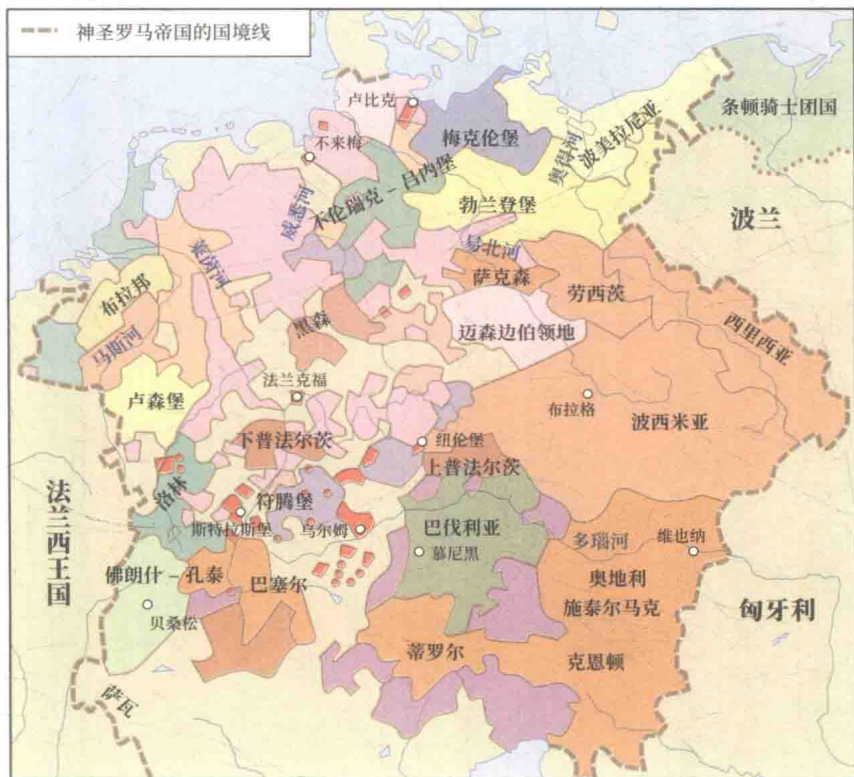 神圣罗马帝国的国境线
卢比克
不来梅
梅克伦堡
奥得河
波美拉尼亚
条顿骑士团国
威悉河
不伦瑞克－吕内堡
勃兰登堡
波兰
莱茵河
易北河
布拉邦
萨克森
劳西茨
马斯河
黑森
迈森边伯领地
西里西亚
卢森堡
法兰克福
布拉格
波西米亚
下普法尔茨
纽伦堡
上普法尔茨
洛林
符腾堡
法兰西王国
斯特拉斯堡
乌尔姆
巴伐利亚
多瑙河
维也纳
慕尼黑
佛朗什－孔泰
巴塞尔
奥地利
施泰尔马克
匈牙利
贝桑松
蒂罗尔
克恩顿
萨瓦